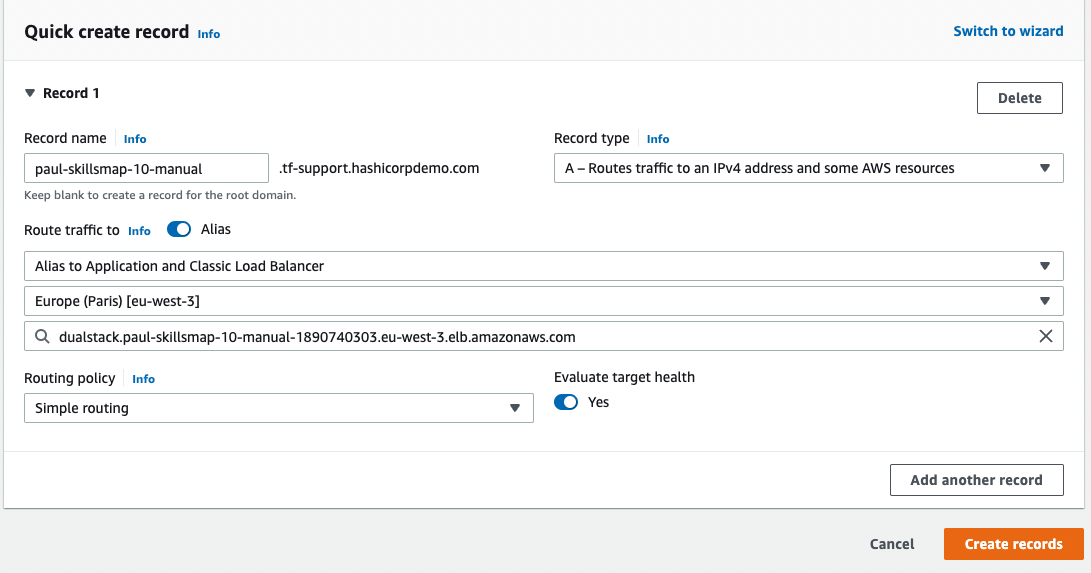 Quick create record Info Switch to wizard
Record 1
Delete
Record name Info Record type Info
paul-skillsmap-10-manual .tf-support.hashicorpdemo.com A – Routes traffic to an IPv4 address and some AWS resources
Keep blank to create a record for the root domain.
Route traffic to Info Alias
Alias to Application and Classic Load Balancer
Europe (Paris) [eu-west-3]
dualstack.paul-skillsmap-10-manual-1890740303.eu-west-3.elb.amazonaws.com
Routing policy Info Evaluate target health
Simple routing Yes
Add another record
Cancel Create records